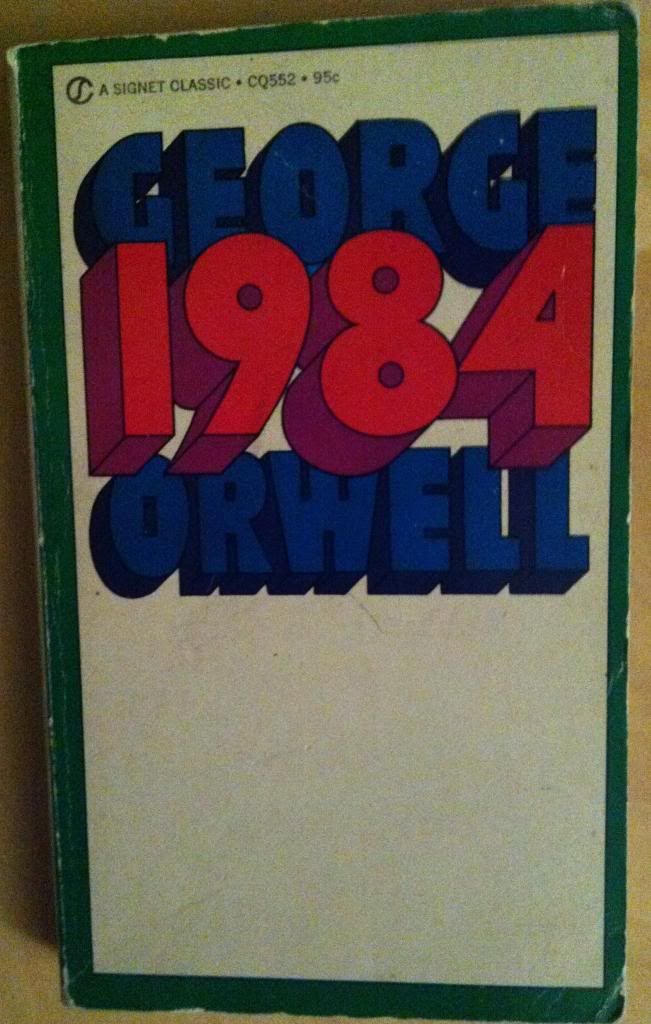 A SIGNET CLASSIC • CQ552 • 95c
GEORGE
1984
ORWELL